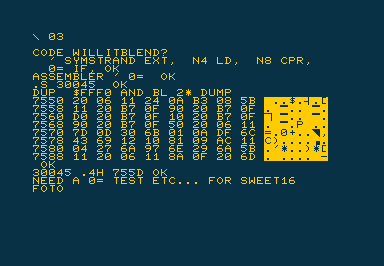 \ 03
CODE WILLITBLEND?
' SYMSTRAND EXT, N4 LD, N8 CPR,
0= IF, OK
ASSEMBLER ' 0= OK
.S 30045 OK
DUP $FFF0 AND BL 2* DUMP
7550 20 06 11 24 0A B3 08 5B
7558 11 20 B7 0F 90 20 B7 0F
7560 D0 20 B7 0F 10 20 B7 0F
7568 90 20 B7 0F 50 20 06 11
7570 7D 0D 30 6B 01 0A DF 6C
7578 43 69 12 10 81 09 AC 11
7580 04 27 6A 97 6E 29 6A 5B
7588 11 20 06 11 8A 0F 20 6D
OK
30045 .4H 755D OK
NEED A 0= TEST ETC... FOR SWEET16
FOTO